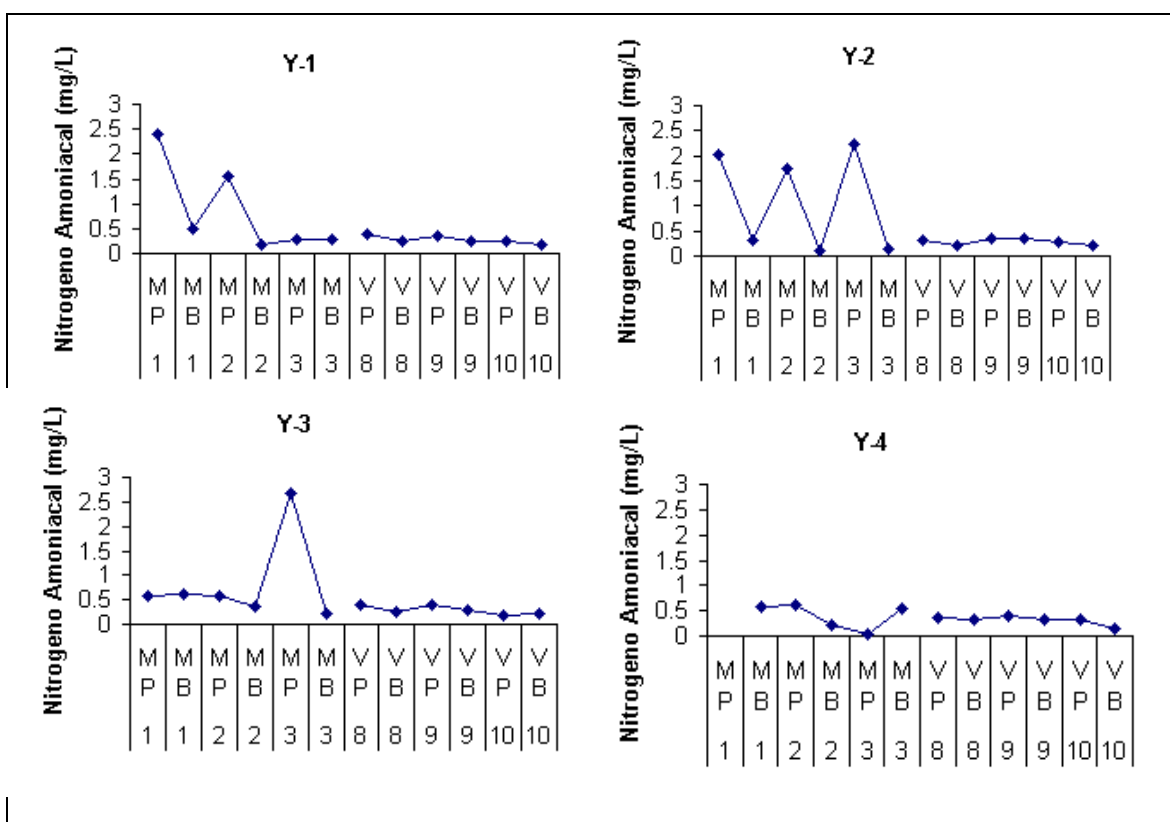 Y-1
Nitrogeno Amoniacal (mg/L)
3
2.5
2
1.5
1
0.5
0
M M M M M M V V V V V V
P B P B P B P B P B P B
1 1 2 2 3 3 8 8 9 9 10 10
Y-2
Nitrogeno Amoniacal (mg/L)
3
2.5
2
1.5
1
0.5
0
M M M M M M V V V V V V
P B P B P B P B P B P B
1 1 2 2 3 3 8 8 9 9 10 10
Y-3
Nitrogeno Amoniacal (mg/L)
3
2.5
2
1.5
1
0.5
0
M M M M M M V V V V V V
P B P B P B P B P B P B
1 1 2 2 3 3 8 8 9 9 10 10
Y-4
Nitrogeno Amoniacal (mg/L)
3
2.5
2
1.5
1
0.5
0
M M M M M M V V V V V V
P B P B P B P B P B P B
1 1 2 2 3 3 8 8 9 9 10 10